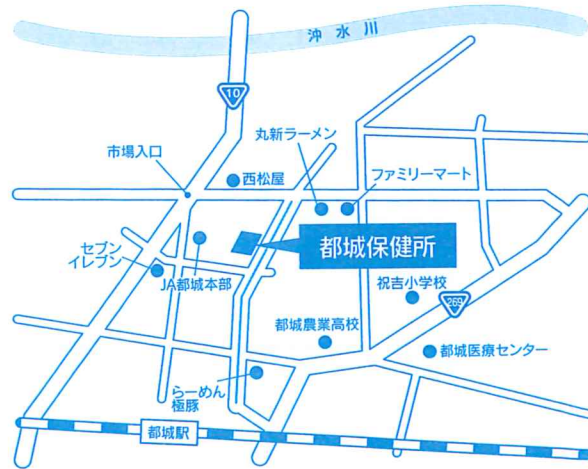 沖水川
10
丸新ラーメン
市場入口
西松屋
ファミリーマート
都城保健所
セブン
イレブン
JA都城本部
祝吉小学校
269
都城農業高校
都城医療センター
らーめん
極豚
都城駅